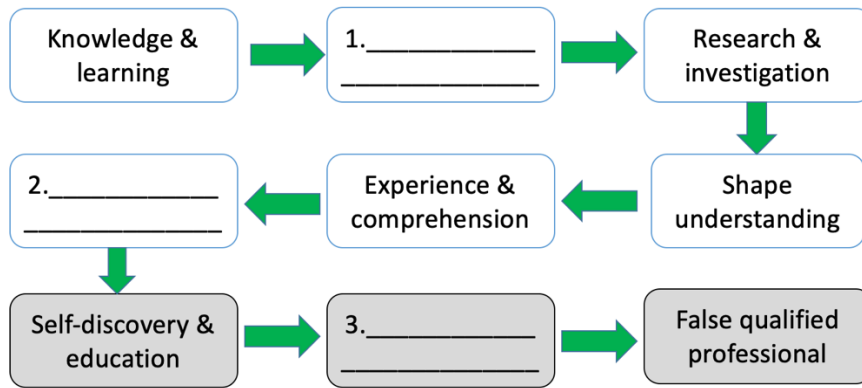 Knowledge &
learning
1.____________
______________
Research &
investigation
Shape
understanding
Experience &
comprehension
2.____________
______________
Self-discovery &
education
3.____________
______________
False qualified
professional